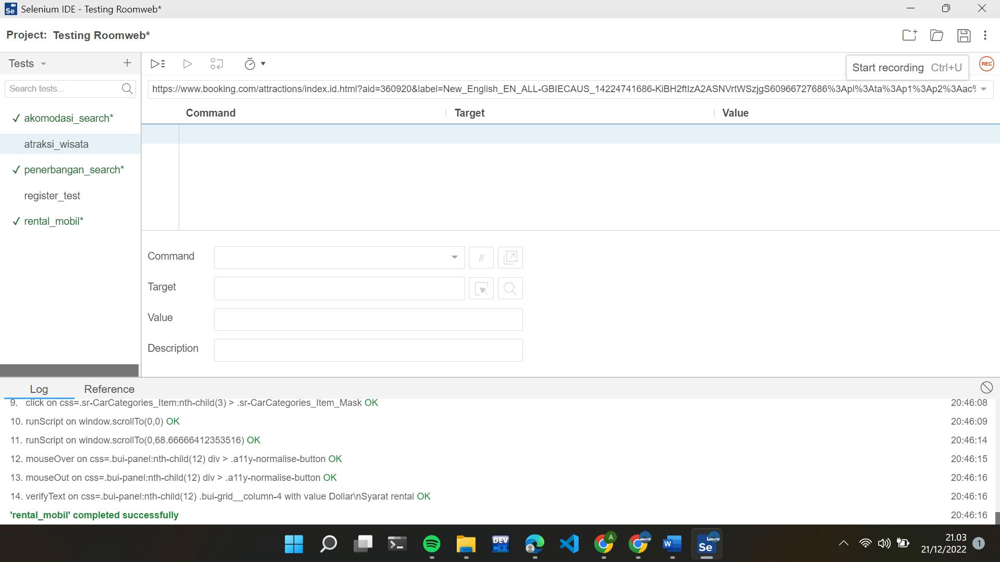 Selenium IDE - Testing Roomweb*
Project: Testing Roomweb*
Tests
Start recording Ctrl+U
REC
Search tests...
https://www.booking.com/attractions/index.id.html?aid=360920&label=New_English_EN_ALL-GBIECAUS_14224741686-KiBH2ftIzA2ASNVrtWSzjgS60966727686%3Apl%3Ata%3Ap1%3Ap2%3Aac%
Command Target Value
✓ akomodasi_search*
atraksi_wisata
✓ penerbangan_search*
register_test
✓ rental_mobil*
Command
//
Target
Value
Description
Log Reference
9. click on css=.sr-CarCategories_Item:nth-child(3) > .sr-CarCategories_Item_Mask OK 20:46:08
10. runScript on window.scrollTo(0,0) OK 20:46:09
11. runScript on window.scrollTo(0,68.66666412353516) OK 20:46:14
12. mouseOver on css=.bui-panel:nth-child(12) div > .a11y-normalise-button OK 20:46:15
13. mouseOut on css=.bui-panel:nth-child(12) div > .a11y-normalise-button OK 20:46:16
14. verifyText on css=.bui-panel:nth-child(12) .bui-grid__column-4 with value Dollar\nSyarat rental OK 20:46:16
'rental_mobil' completed successfully 20:46:16
DEV C++
A
W
Se
21.03
21/12/2022
1